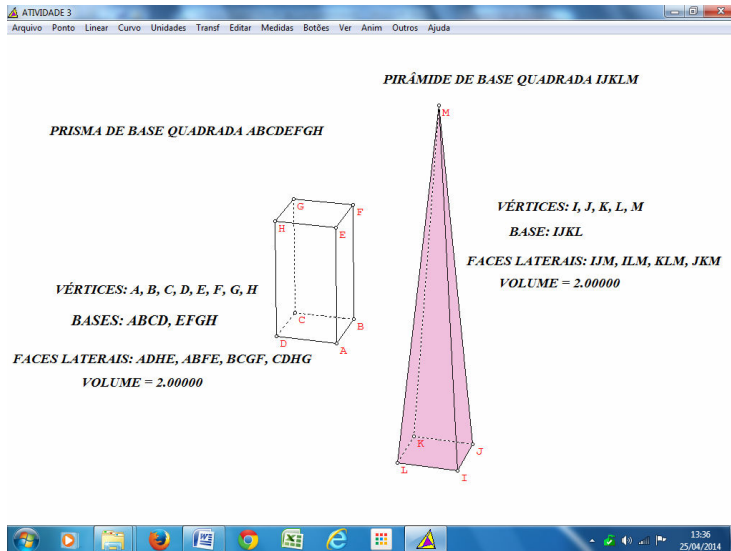 ATIVIDADE 3
Arquivo Ponto Linear Curvo Unidades Transf Editar Medidas Botões Ver Anim Outros Ajuda
PIRÂMIDE DE BASE QUADRADA IJKLM
M
PRISMA DE BASE QUADRADA ABCDEFGH
G
F
H
E
VÉRTICES: I, J, K, L, M
BASE: IJKL
FACES LATERAIS: IJM, ILM, KLM, JKM
VOLUME = 2.00000
VÉRTICES: A, B, C, D, E, F, G, H
BASES: ABCD, EFGH
C
B
D
A
FACES LATERAIS: ADHE, ABFE, BCGF, CDHG
VOLUME = 2.00000
K
J
L
I
13:36
25/04/2014